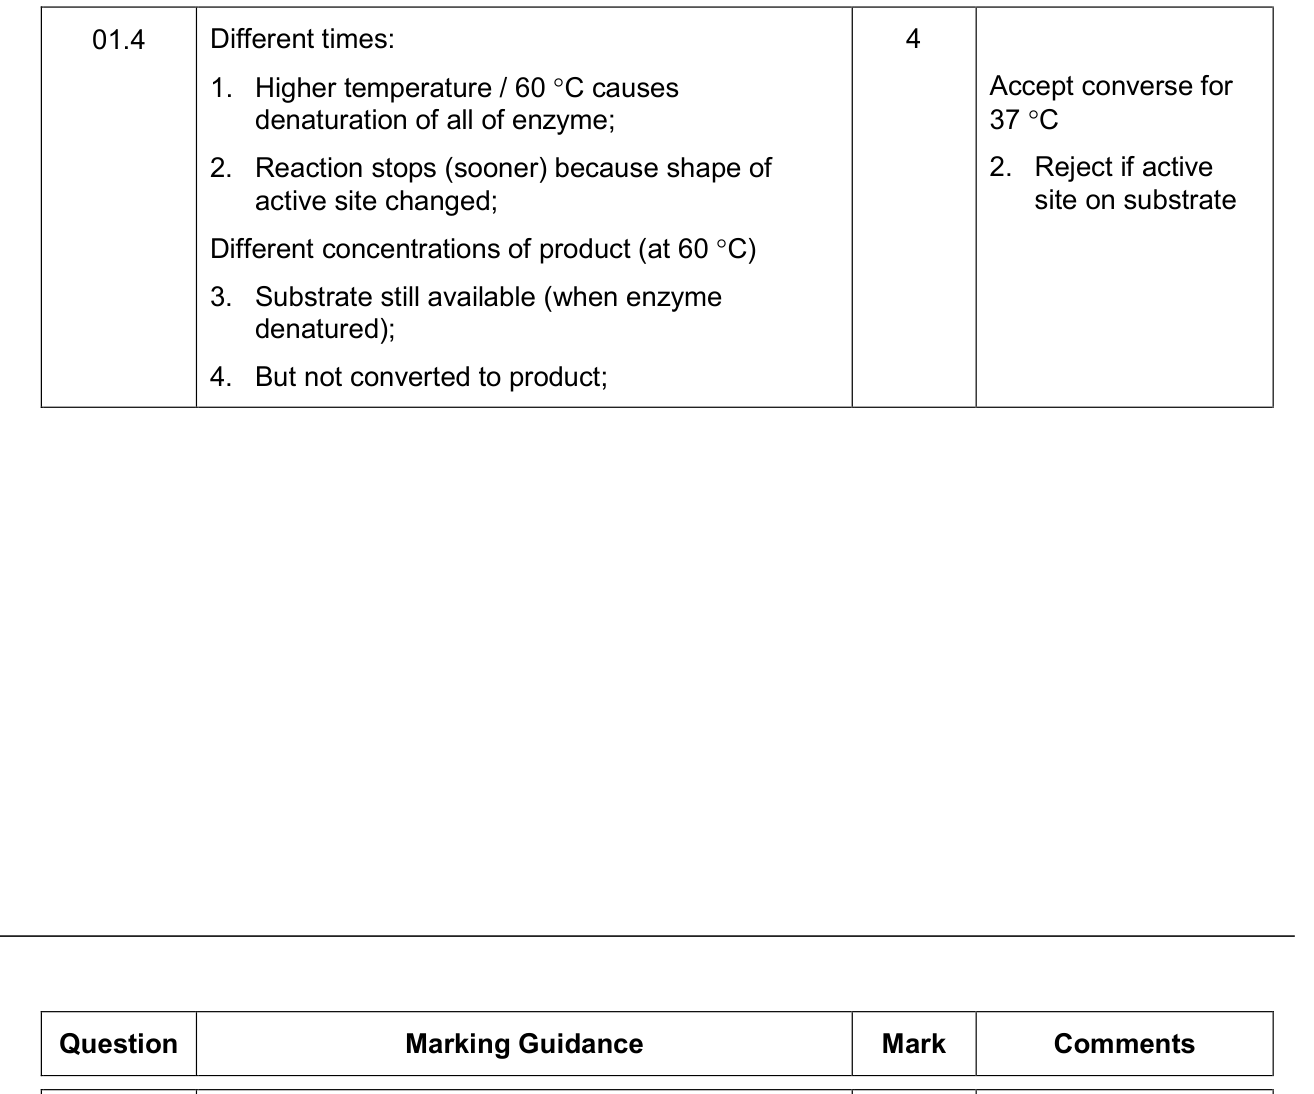 01.4
Different times:
1. Higher temperature / 60 °C causes
denaturation of all of enzyme;
2. Reaction stops (sooner) because shape of
active site changed;
Different concentrations of product (at 60 °C)
3. Substrate still available (when enzyme
denatured);
4. But not converted to product;
4
Accept converse for
37 °C
2. Reject if active
site on substrate
Question Marking Guidance Mark Comments